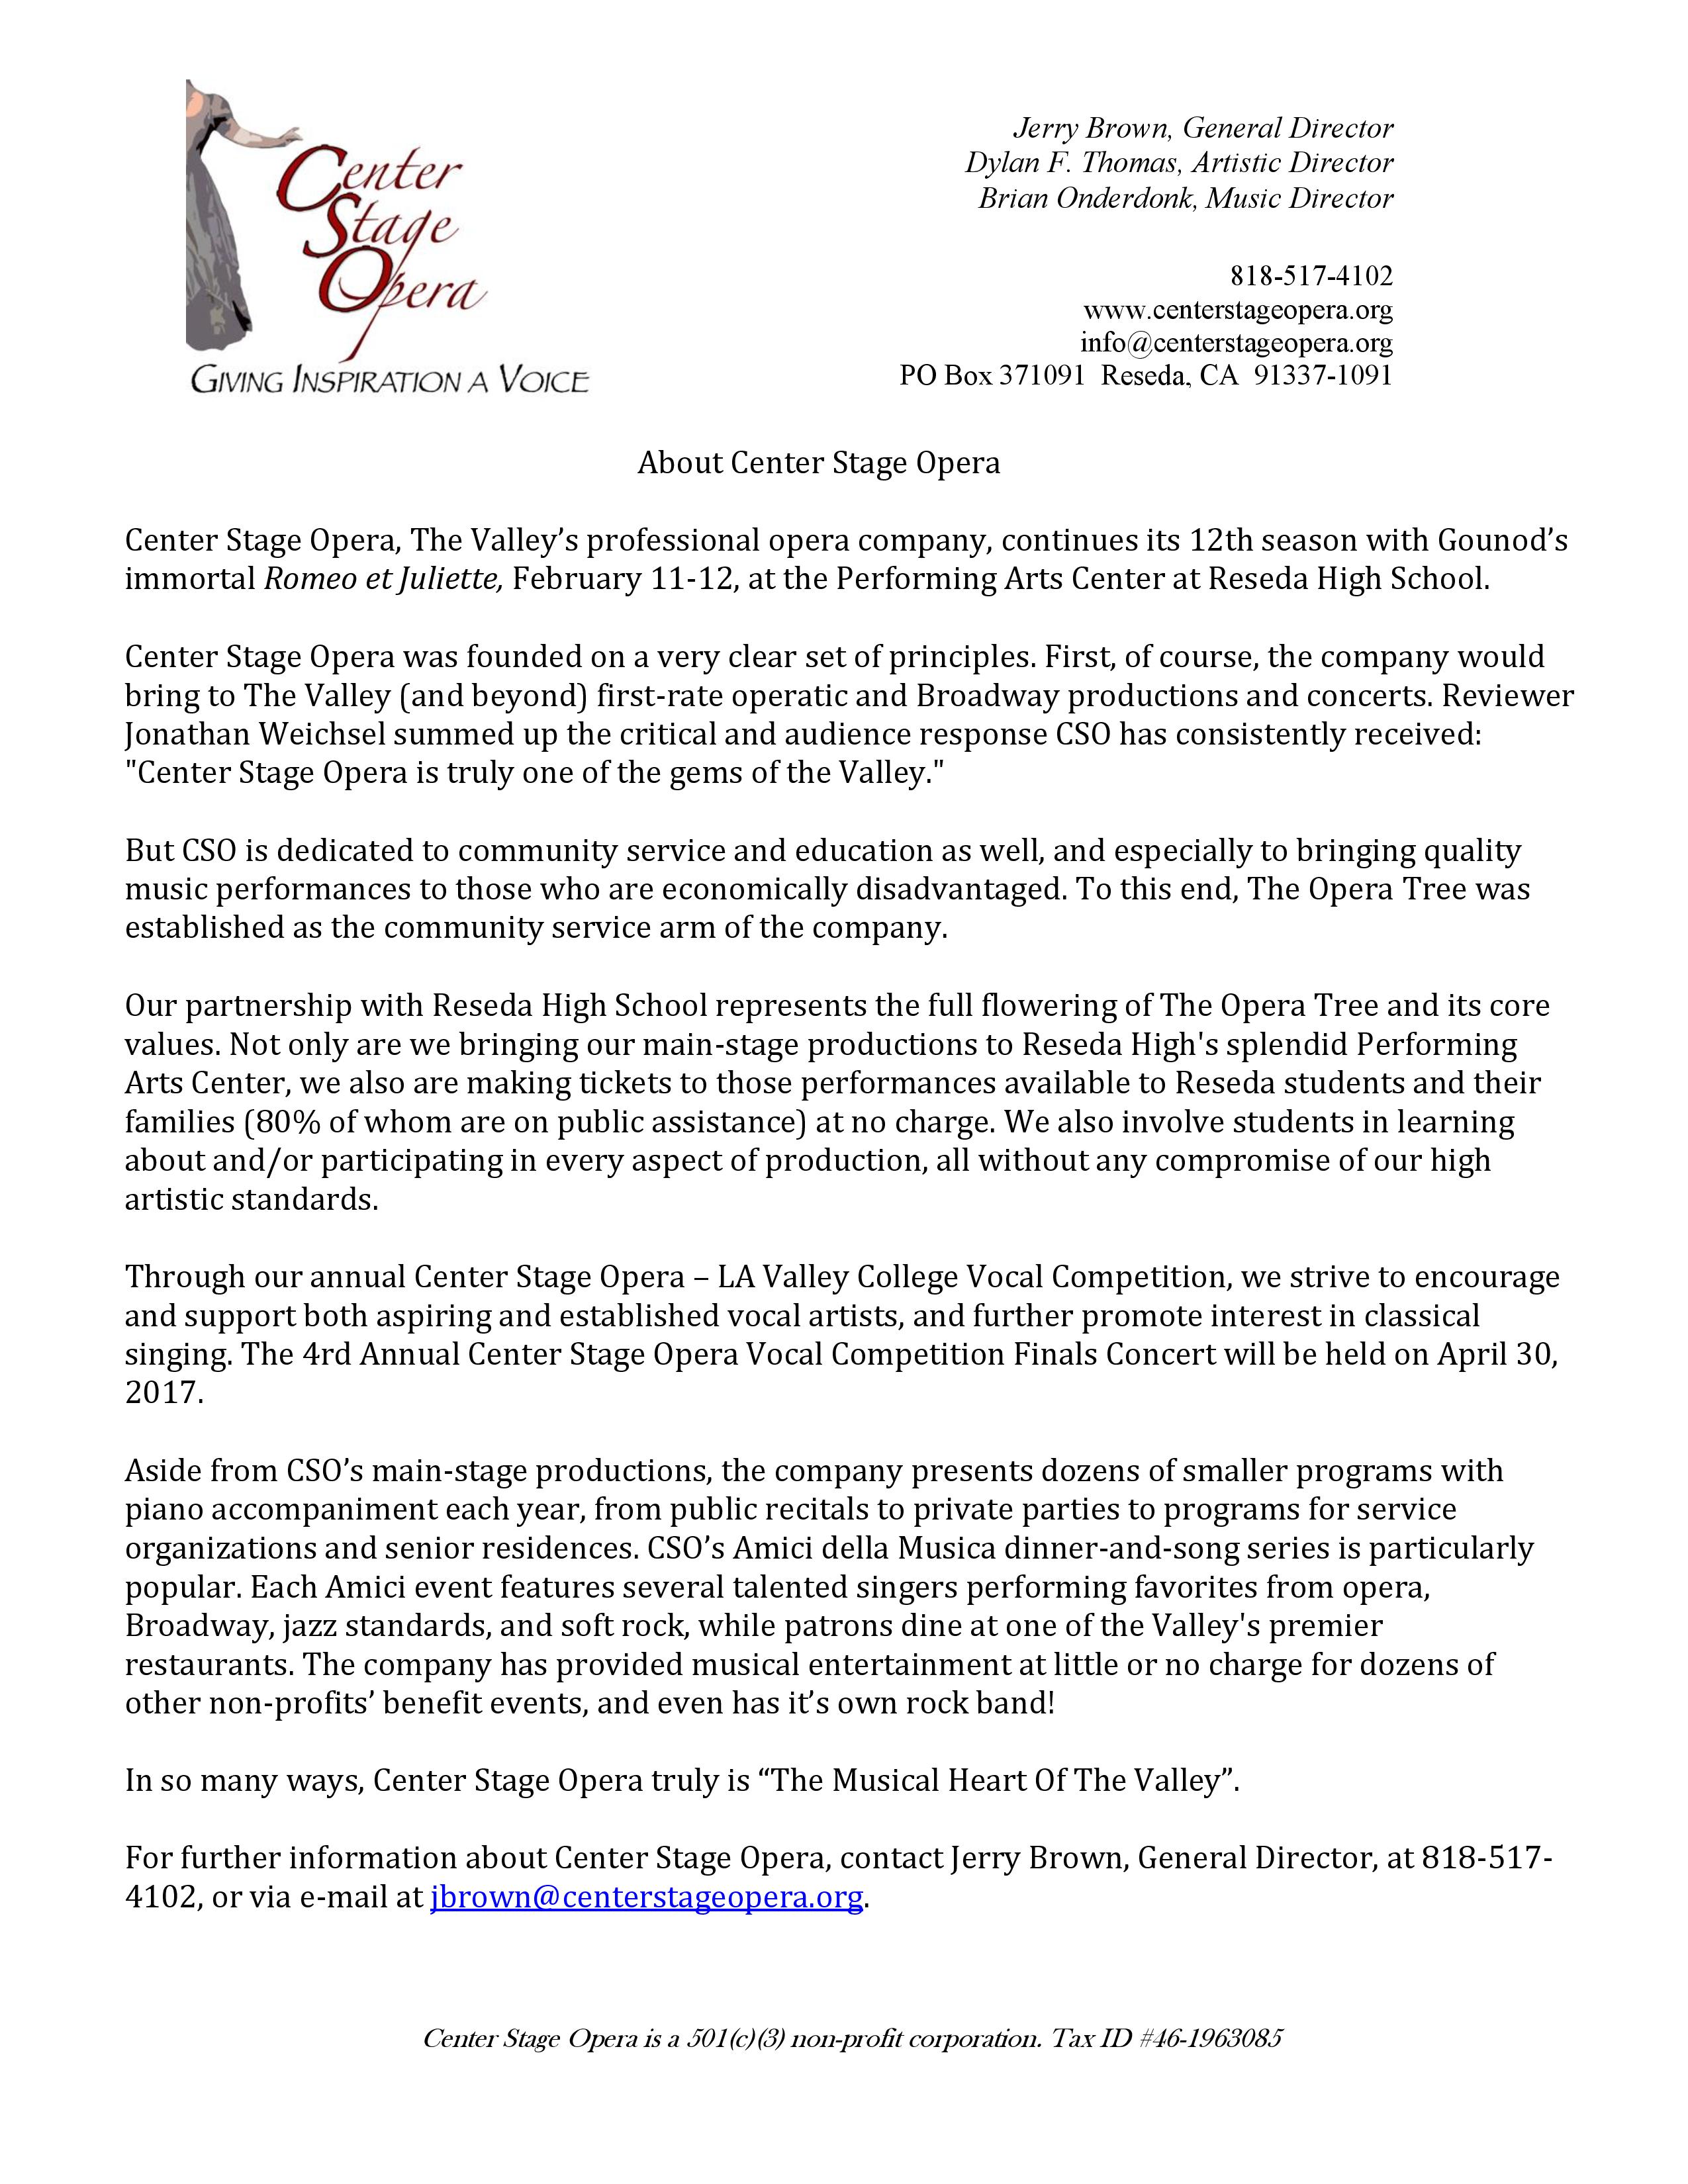 Center
Stage
Opera
GIVING INSPIRATION A VOICE
Jerry Brown, General Director
Dylan F. Thomas, Artistic Director
Brian Onderdonk, Music Director
818-517-4102
www.centerstageopera.org
info@centerstageopera.org
PO Box 371091 Reseda, CA 91337-1091
About Center Stage Opera
Center Stage Opera, The Valley’s professional opera company, continues its 12th season with Gounod’s
immortal Romeo et Juliette, February 11-12, at the Performing Arts Center at Reseda High School.
Center Stage Opera was founded on a very clear set of principles. First, of course, the company would
bring to The Valley (and beyond) first-rate operatic and Broadway productions and concerts. Reviewer
Jonathan Weichsel summed up the critical and audience response CSO has consistently received:
"Center Stage Opera is truly one of the gems of the Valley."
But CSO is dedicated to community service and education as well, and especially to bringing quality
music performances to those who are economically disadvantaged. To this end, The Opera Tree was
established as the community service arm of the company.
Our partnership with Reseda High School represents the full flowering of The Opera Tree and its core
values. Not only are we bringing our main-stage productions to Reseda High's splendid Performing
Arts Center, we also are making tickets to those performances available to Reseda students and their
families (80% of whom are on public assistance) at no charge. We also involve students in learning
about and/or participating in every aspect of production, all without any compromise of our high
artistic standards.
Through our annual Center Stage Opera – LA Valley College Vocal Competition, we strive to encourage
and support both aspiring and established vocal artists, and further promote interest in classical
singing. The 4rd Annual Center Stage Opera Vocal Competition Finals Concert will be held on April 30,
2017.
Aside from CSO’s main-stage productions, the company presents dozens of smaller programs with
piano accompaniment each year, from public recitals to private parties to programs for service
organizations and senior residences. CSO’s Amici della Musica dinner-and-song series is particularly
popular. Each Amici event features several talented singers performing favorites from opera,
Broadway, jazz standards, and soft rock, while patrons dine at one of the Valley's premier
restaurants. The company has provided musical entertainment at little or no charge for dozens of
other non-profits’ benefit events, and even has it’s own rock band!
In so many ways, Center Stage Opera truly is “The Musical Heart Of The Valley”.
For further information about Center Stage Opera, contact Jerry Brown, General Director, at 818-517-
4102, or via e-mail at jbrown@centerstageopera.org.
Center Stage Opera is a 501(c)(3) non-profit corporation. Tax ID #46-1963085